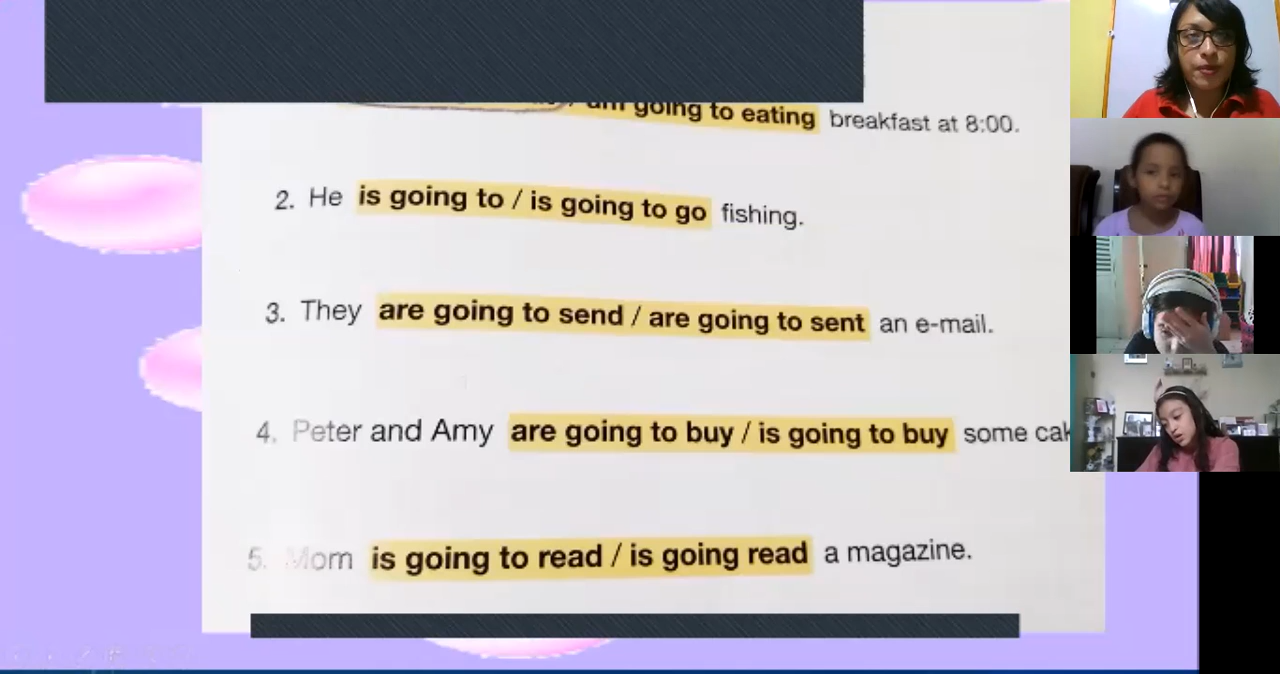 / am going to eating breakfast at 8:00.
2. He is going to / is going to go fishing.
3. They are going to send / are going to sent an e-mail.
4. Peter and Amy are going to buy / is going to buy some
5. Mom is going to read / is going read a magazine.